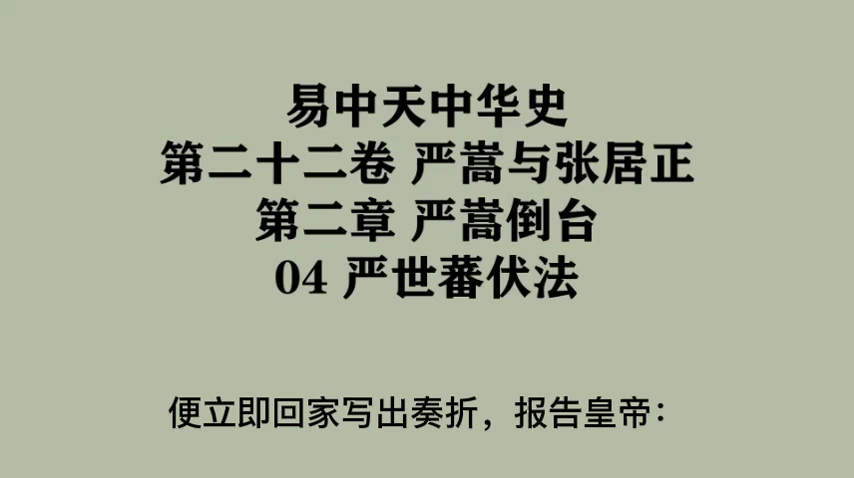 易中天中华史
第二十二卷 严嵩与张居正
第二章 严嵩倒台
04 严世蕃伏法
便立即回家写出奏折，报告皇帝：